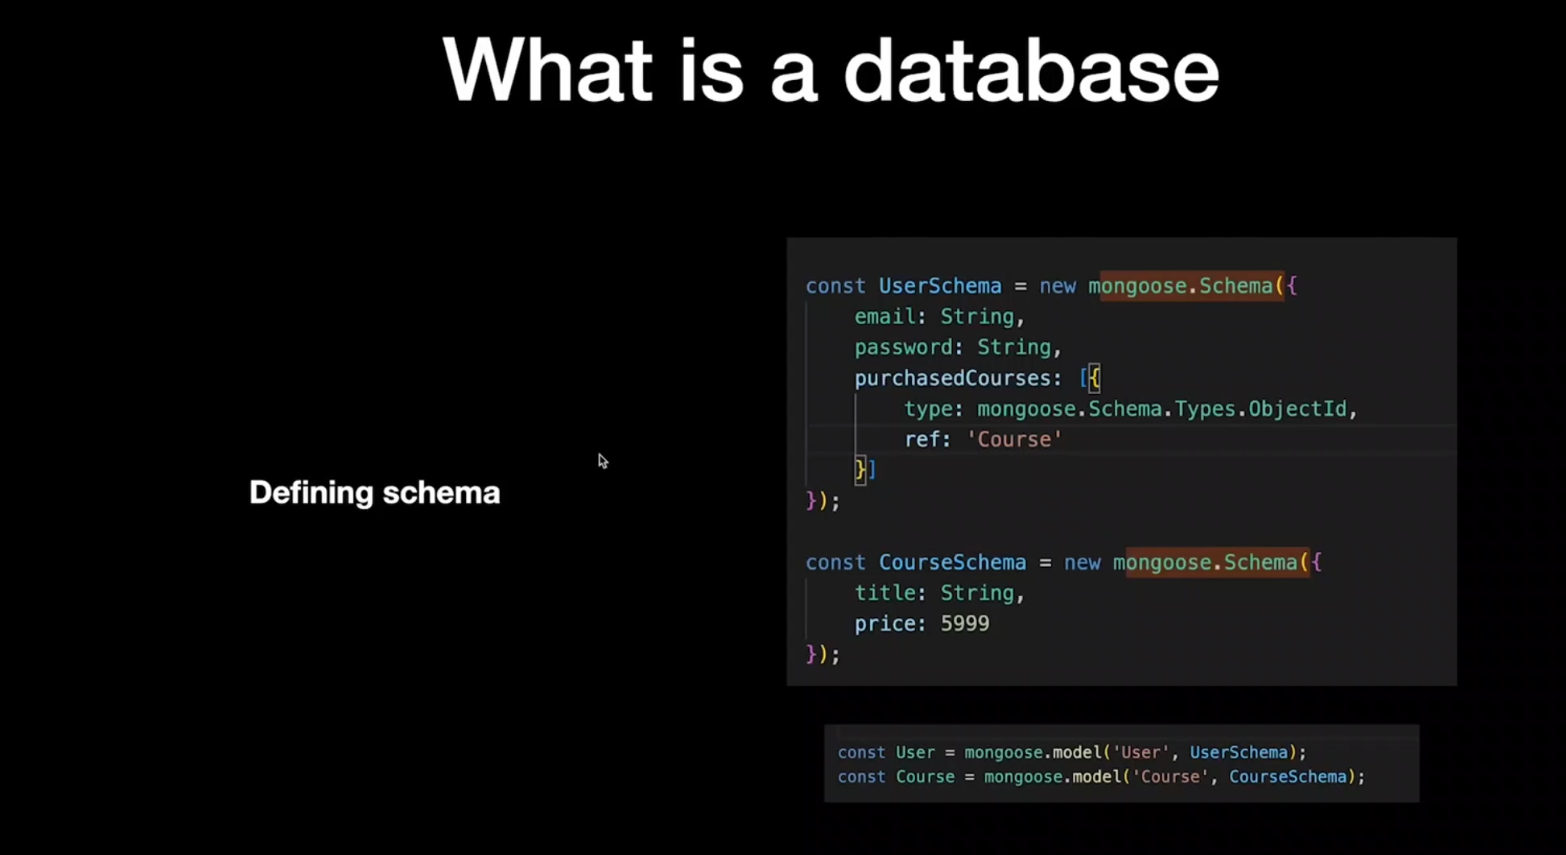 What is a database
Defining schema
const UserSchema = new mongoose.Schema({
    email: String,
    password: String,
    purchasedCourses: [{
        type: mongoose.Schema.Types.ObjectId,
        ref: 'Course'
    }]
});
const CourseSchema = new mongoose.Schema({
    title: String,
    price: 5999
});
const User = mongoose.model('User', UserSchema);
const Course = mongoose.model('Course', CourseSchema);